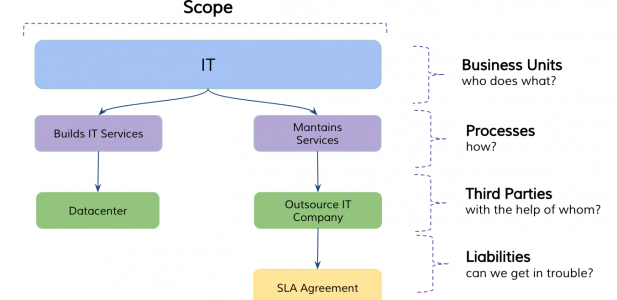 Scope
IT
Business Units
who does what?
Builds IT Services
Mantains
Services
Processes
how?
Datacenter
Outsource IT
Company
Third Parties
with the help of whom?
Liabilities
can we get in trouble?
SLA Agreement